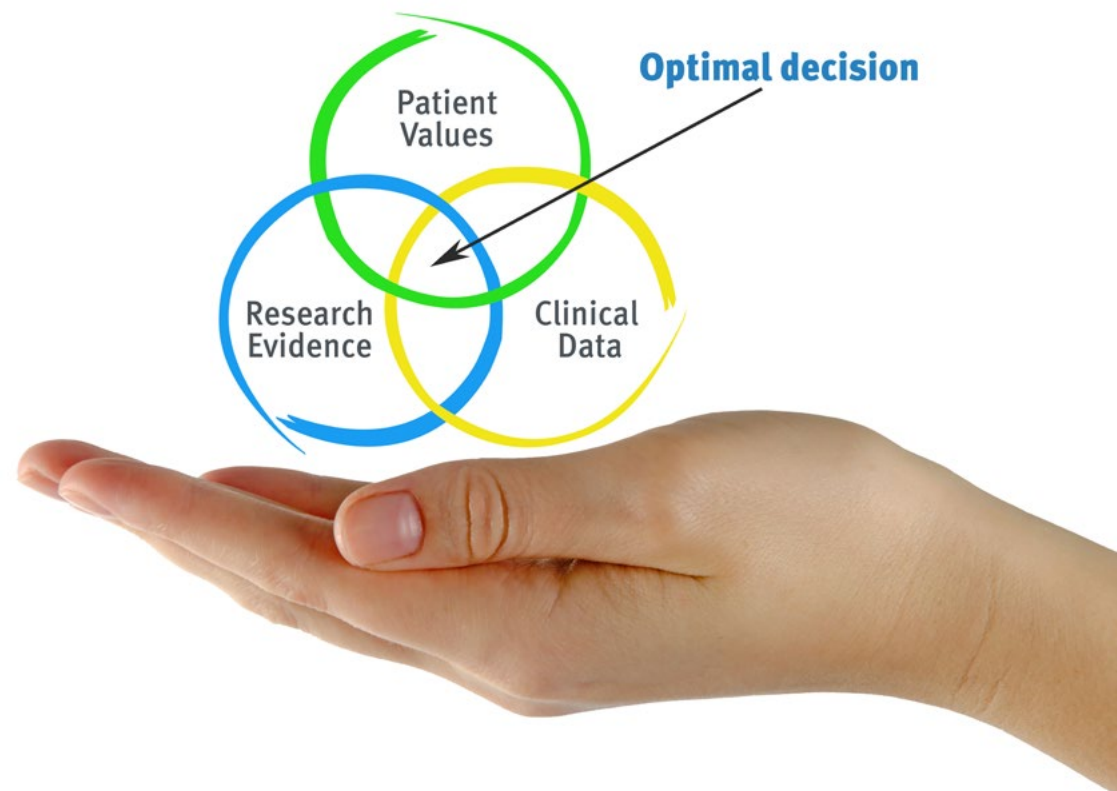 Optimal decision
Patient
Values
Research
Evidence
Clinical
Data